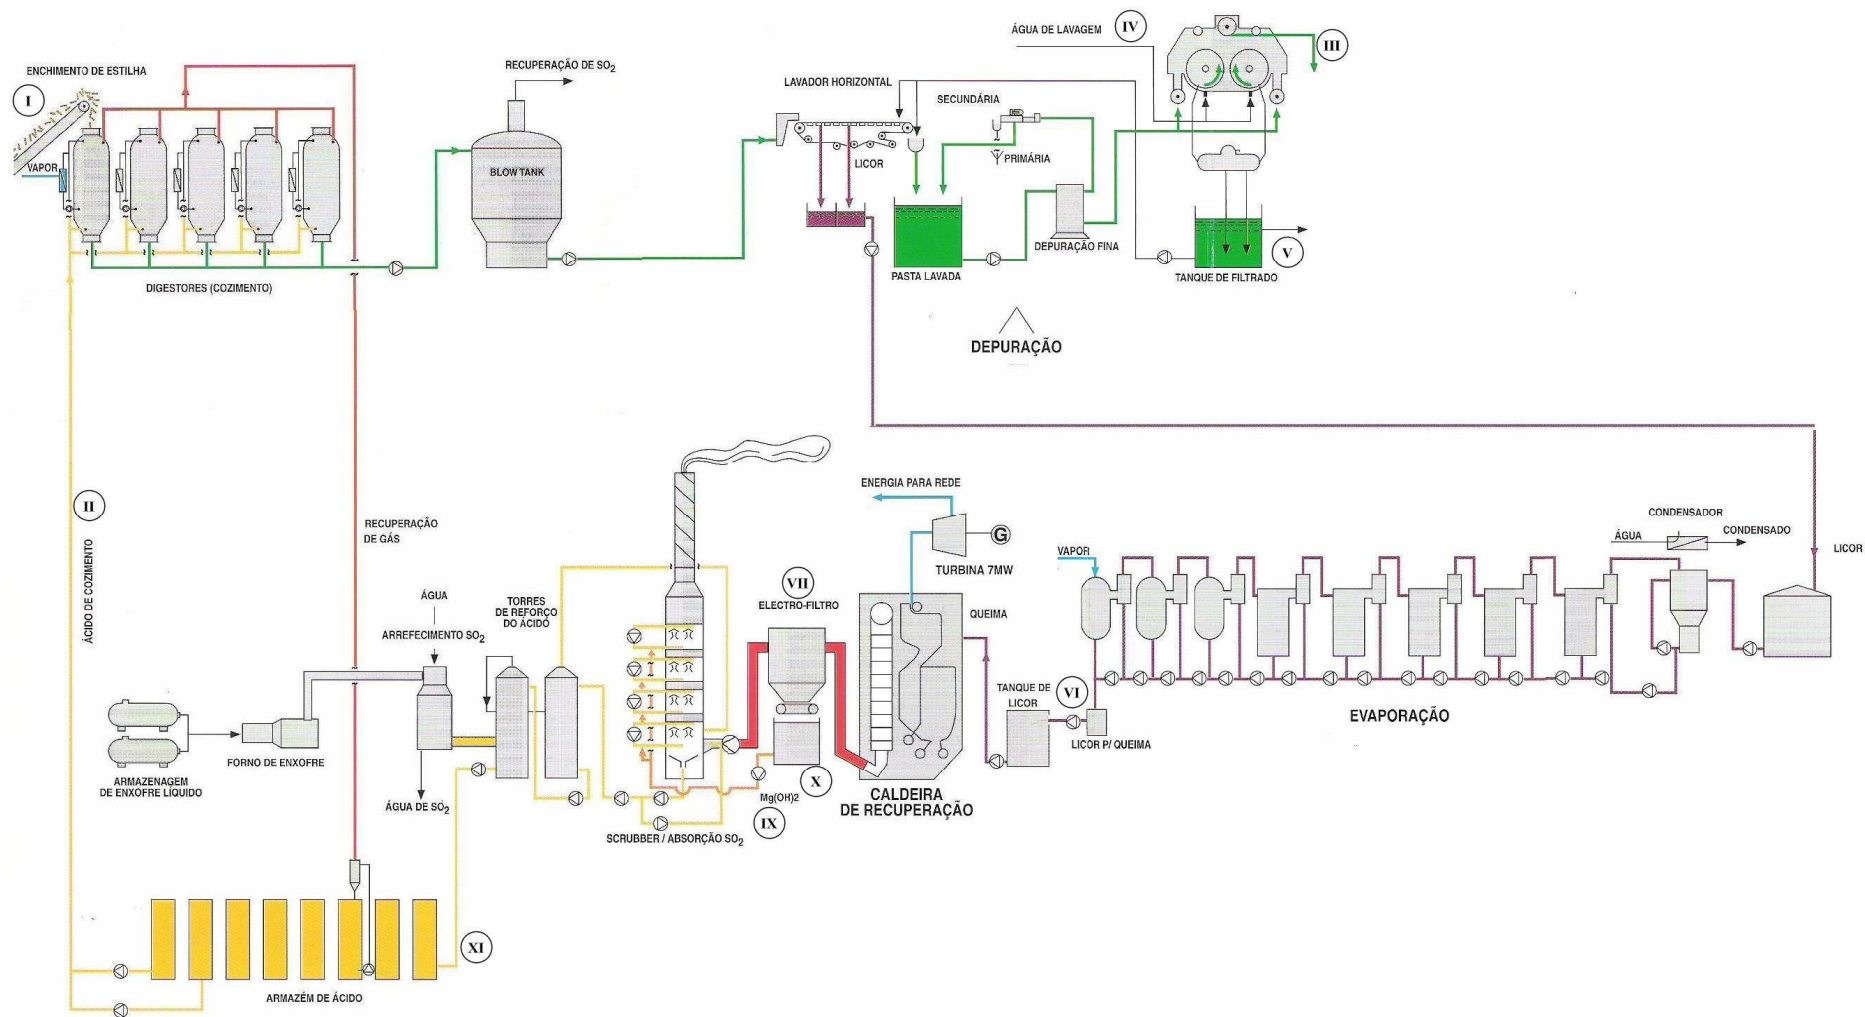 ENCHIMENTO DE ESTILHA
I
VAPOR
DIGESTORES (COZIMENTO)
RECUPERAÇÃO DE SO2
BLOW TANK
LAVADOR HORIZONTAL
LICOR
SECUNDÁRIA
PRIMÁRIA
PASTA LAVADA
DEPURAÇÃO FINA
ÁGUA DE LAVAGEM
IV
III
V
TANQUE DE FILTRADO
DEPURAÇÃO
II
ÁCIDO DE COZIMENTO
RECUPERAÇÃO
DE GÁS
ÁGUA
ARREFECIMENTO SO2
TORRES
DE REFORÇO
DO ÁCIDO
ARMAZENAGEM
DE ENXOFRE LÍQUIDO
FORNO DE ENXOFRE
ÁGUA DE SO2
SCRUBBER / ABSORÇÃO SO2
VII
ELECTRO-FILTRO
X
Mg(OH)2
IX
ENERGIA PARA REDE
G
TURBINA 7MW
QUEIMA
CALDEIRA
DE RECUPERAÇÃO
TANQUE DE
LICOR
VI
LICOR P/ QUEIMA
VAPOR
EVAPORAÇÃO
CONDENSADOR
ÁGUA
CONDENSADO
LICOR
XI
ARMAZÉM DE ÁCIDO